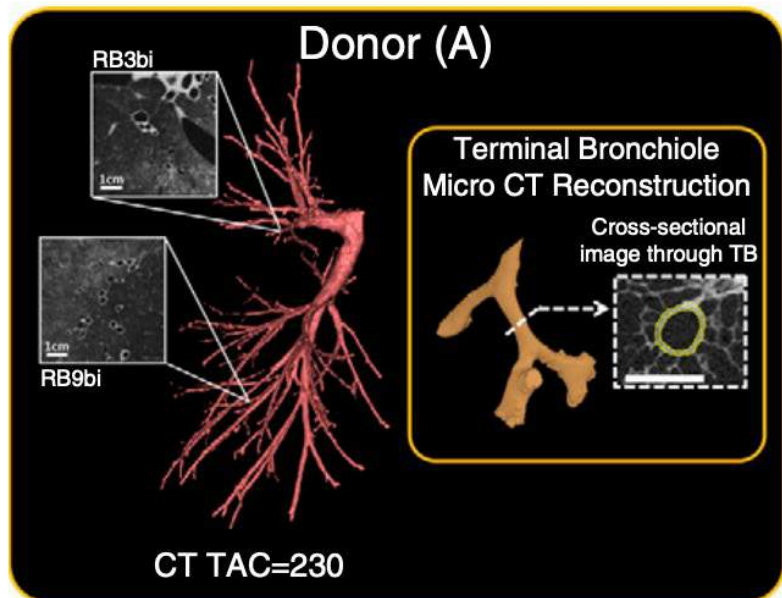 Donor (A)
RB3bi
1cm
1cm
RB9bi
Terminal Bronchiole
Micro CT Reconstruction
Cross-sectional
image through TB
CT TAC=230